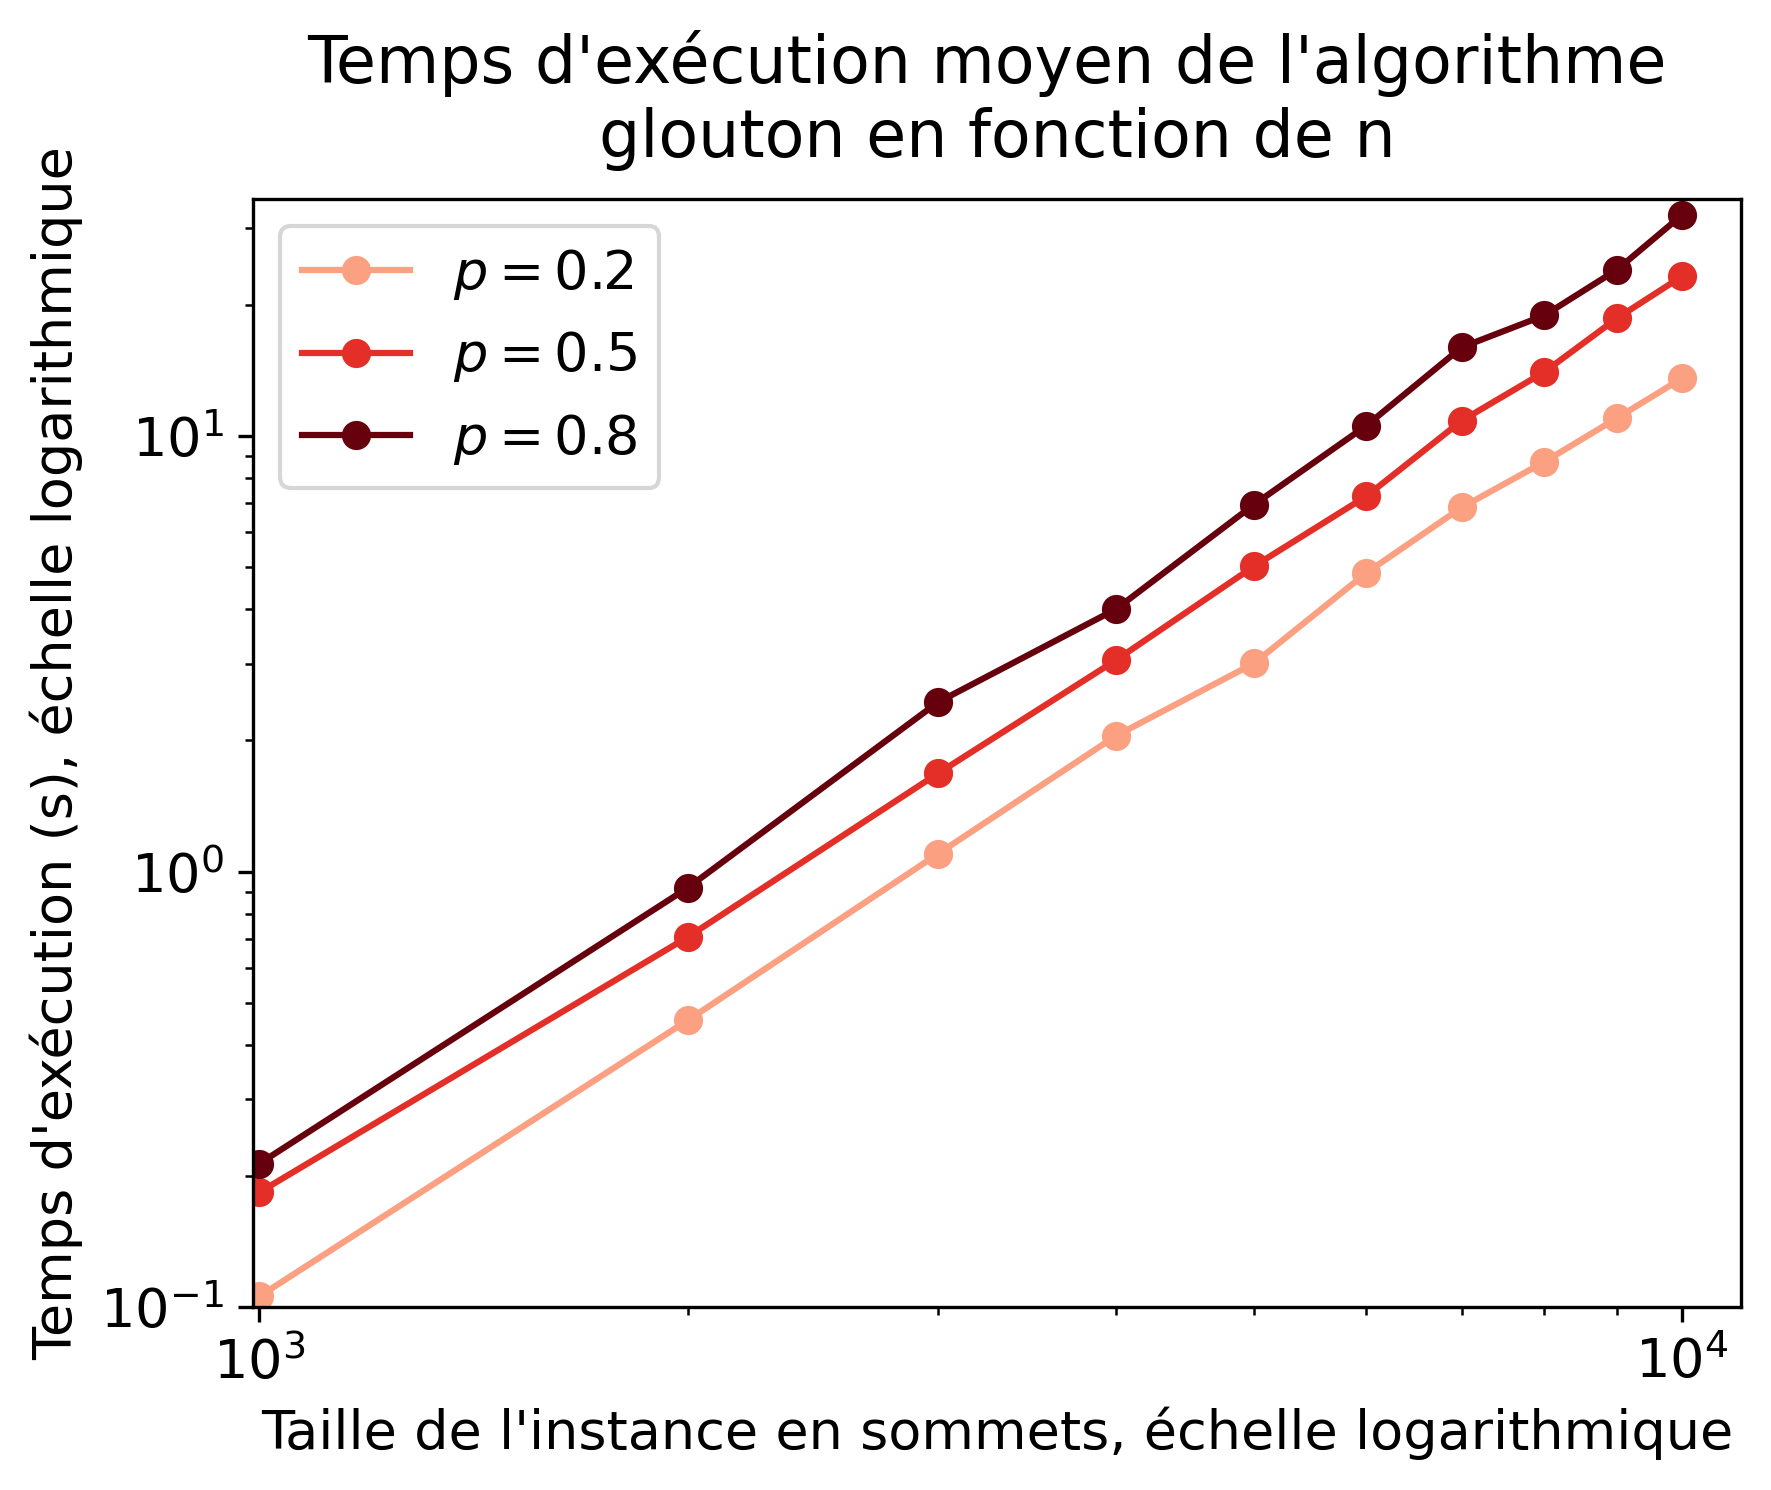 Temps d'exécution moyen de l'algorithme
glouton en fonction de n
Temps d'exécution (s), échelle logarithmique
p = 0.2
p = 0.5
p = 0.8
10¹
10⁰
10⁻¹
10³
10⁴
Taille de l'instance en sommets, échelle logarithmique